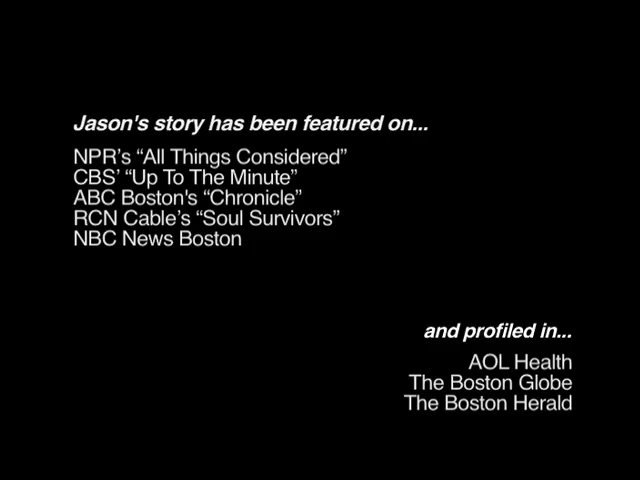 Jason's story has been featured on...
NPR’s “All Things Considered”
CBS’ “Up To The Minute”
ABC Boston's “Chronicle”
RCN Cable’s “Soul Survivors”
NBC News Boston
and profiled in...
AOL Health
The Boston Globe
The Boston Herald